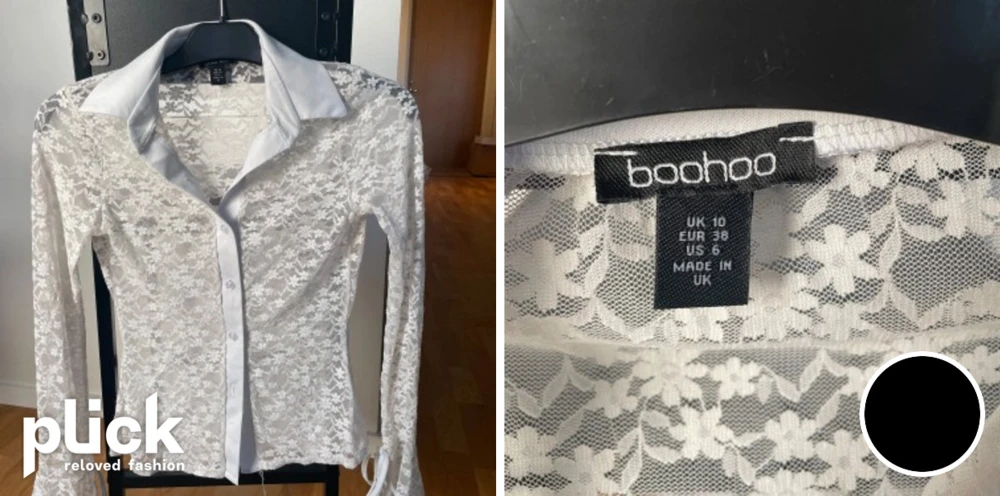 plick
reloved fashion
boohoo
UK 10
EUR 38
US 6
MADE IN
UK